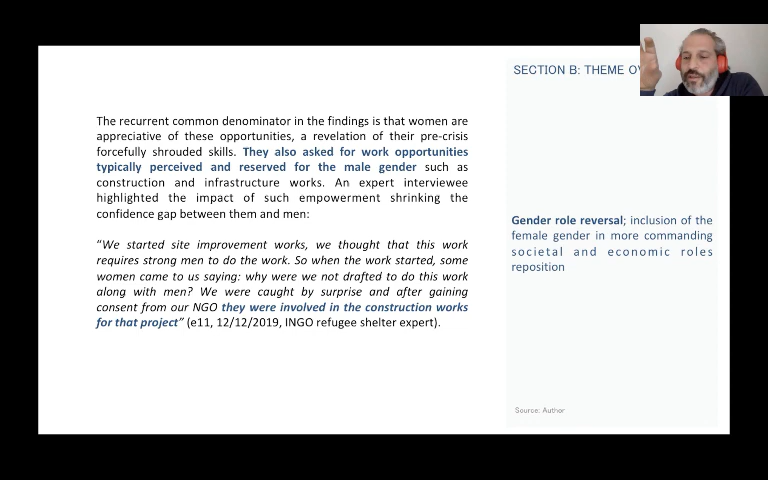 SECTION B: THEME
The recurrent common denominator in the findings is that women are
appreciative of these opportunities, a revelation of their pre-crisis
forcefully shrouded skills. They also asked for work opportunities
typically perceived and reserved for the male gender such as
construction and infrastructure works. An expert interviewee
highlighted the impact of such empowerment shrinking the
confidence gap between them and men:
“We started site improvement works, we thought that this work
requires strong men to do the work. So when the work started, some
women came to us saying: why were we not drafted to do this work
along with men? We were caught by surprise and after gaining
consent from our NGO they were involved in the construction works
for that project” (e11, 12/12/2019, INGO refugee shelter expert).
Gender role reversal; inclusion of the
female gender in more commanding
societal and economic roles
reposition
Source: Author